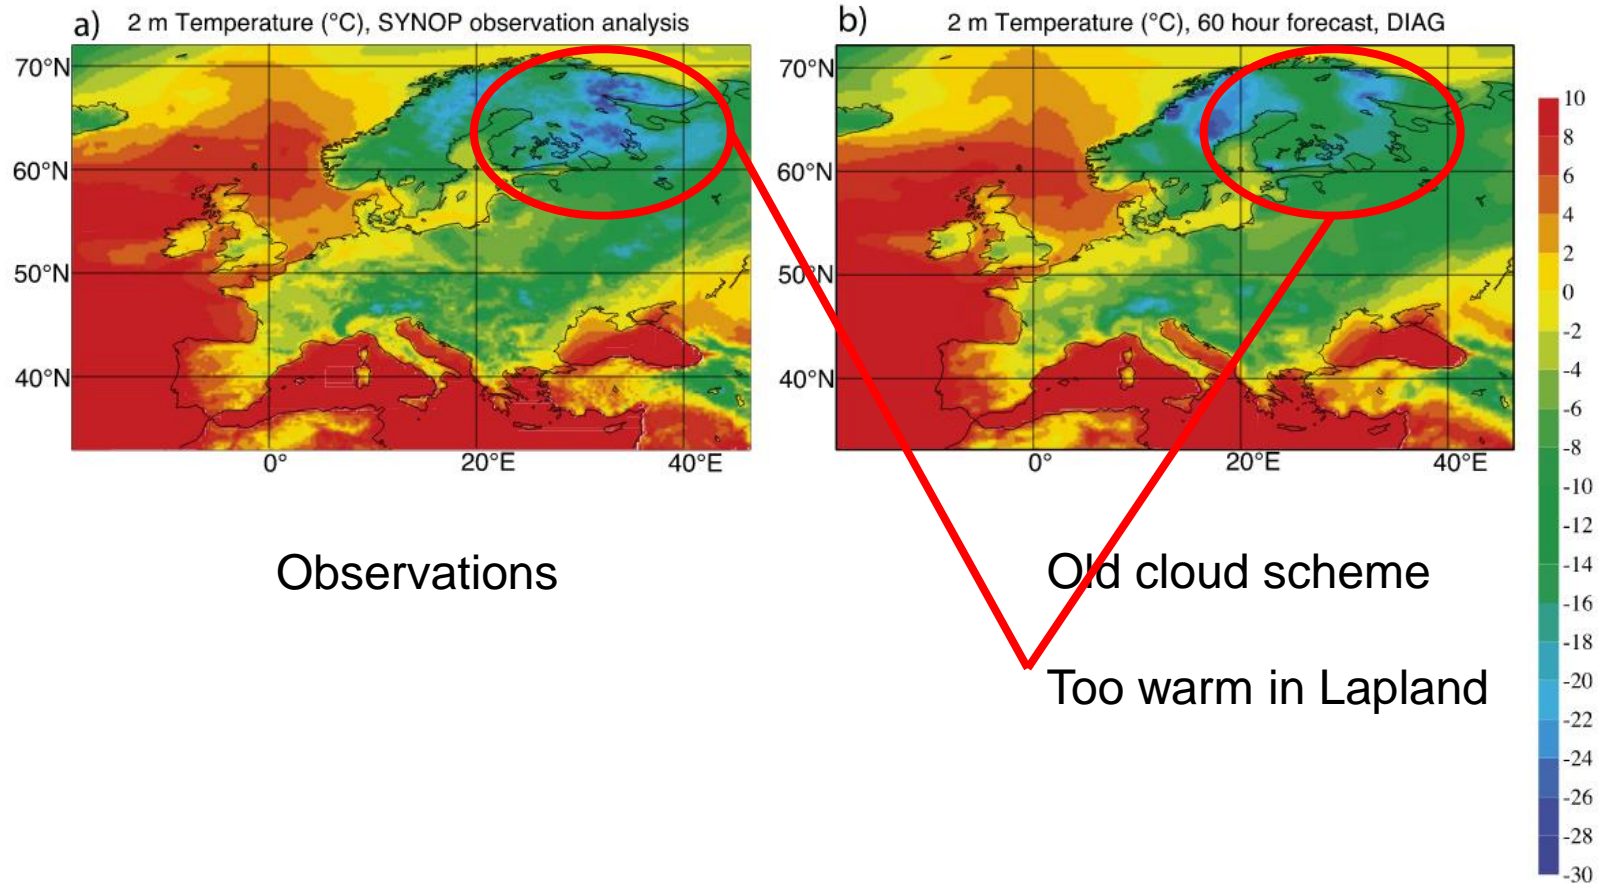 a) 2 m Temperature (°C), SYNOP observation analysis
70°N
60°N
50°N
40°N
0° 20°E 40°E
b) 2 m Temperature (°C), 60 hour forecast, DIAG
70°N
60°N
50°N
40°N
0° 20°E 40°E
10
8
6
4
2
0
-2
-4
-6
-8
-10
-12
-14
-16
-18
-20
-22
-24
-26
-28
-30
Observations
Old cloud scheme
Too warm in Lapland